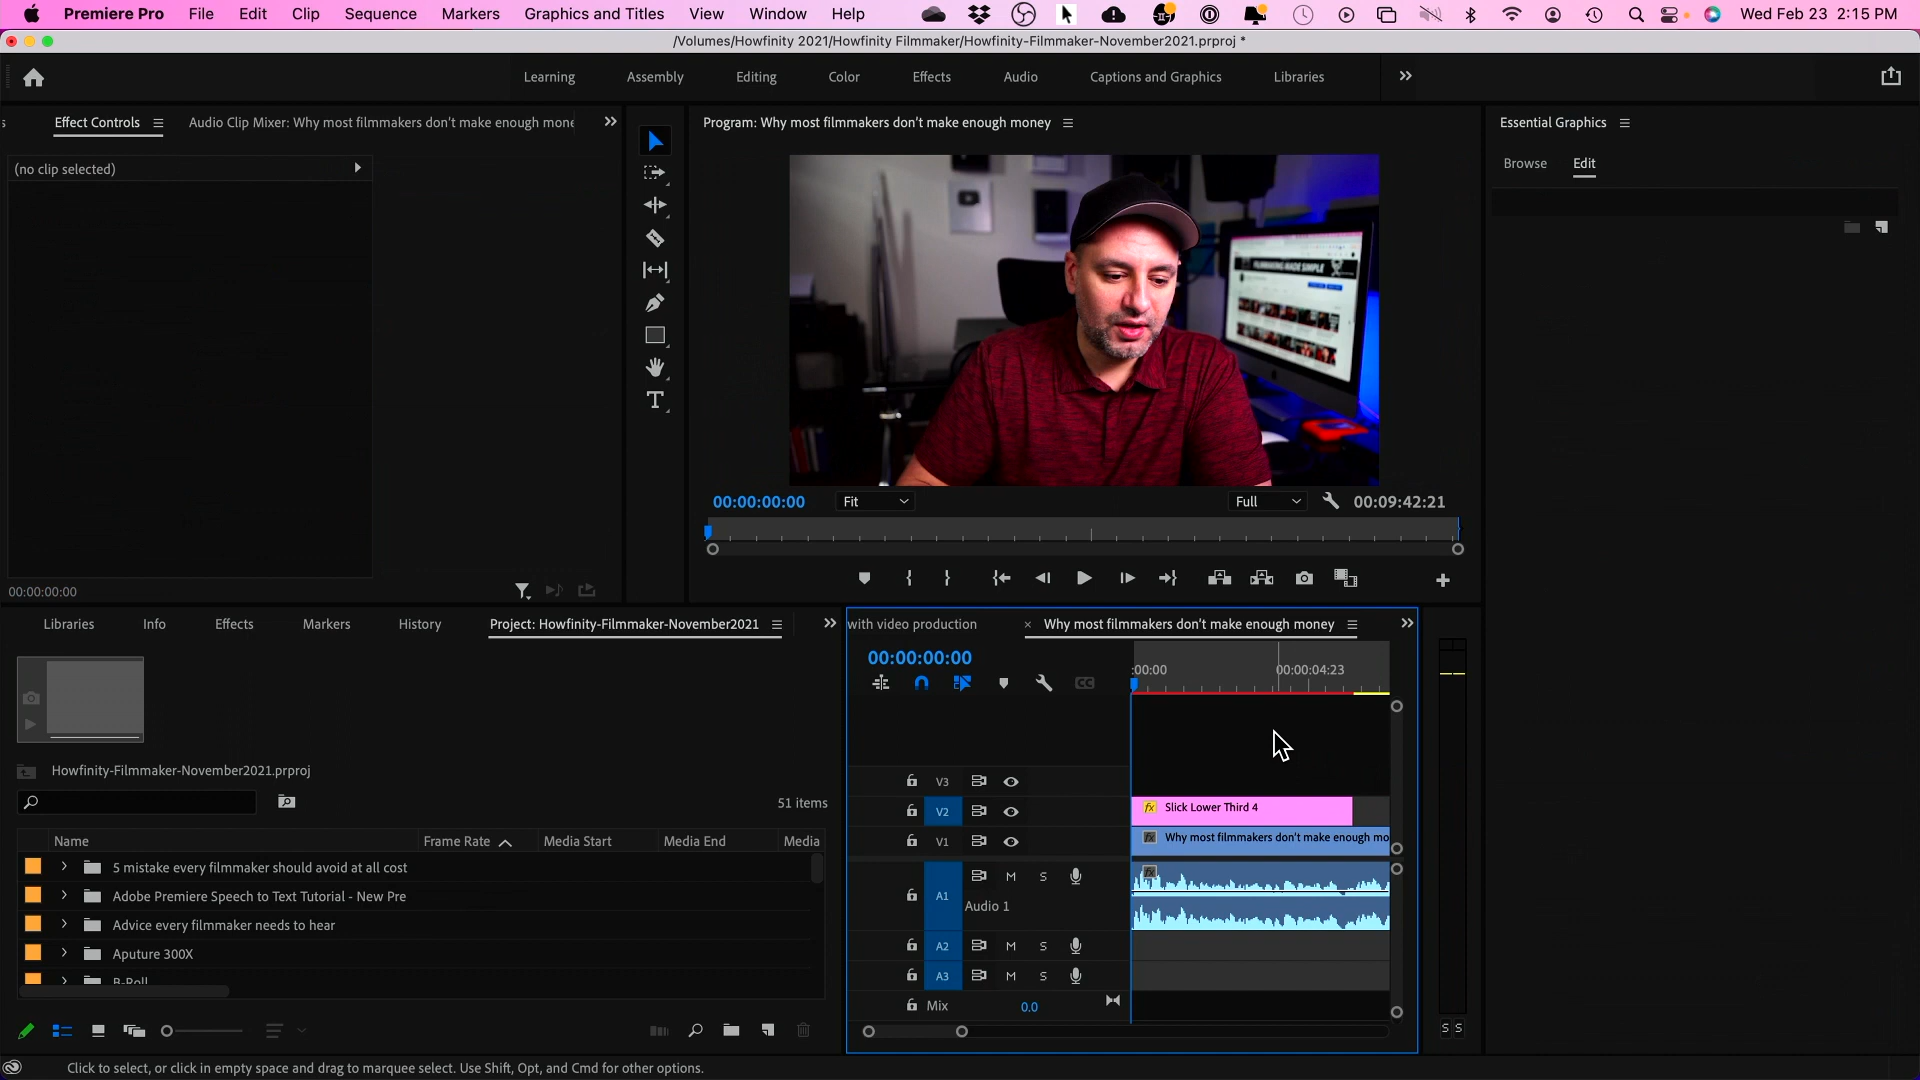 Premiere Pro File Edit Clip Sequence Markers Graphics and Titles View Window Help Wed Feb 23 2:15 PM
/Volumes/Howfinity 2021/Howfinity Filmmaker/Howfinity-Filmmaker-November2021.prproj *
Learning Assembly Editing Color Effects Audio Captions and Graphics Libraries
s Effect Controls Audio Clip Mixer: Why most filmmakers don't make enough mone
Program: Why most filmmakers don't make enough money
Essential Graphics
Browse Edit
(no clip selected)
FILMMAKING MADE SIMPLE
00:00:00:00 Fit Full 00:09:42:21
00:00:00:00
Libraries Info Effects Markers History Project: Howfinity-Filmmaker-November2021
with video production × Why most filmmakers don't make enough money
00:00:00:00
:00:00 00:00:04:23
Howfinity-Filmmaker-November2021.prproj
51 items
Name Frame Rate Media Start Media End Media
5 mistake every filmmaker should avoid at all cost
Adobe Premiere Speech to Text Tutorial - New Pre
Advice every filmmaker needs to hear
Aputure 300X
B-Roll
V3
V2 fx Slick Lower Third 4
V1 fx Why most filmmakers don't make enough mo
M S fx
A1
Audio 1
A2 M S
A3 M S
Mix 0.0
S S
Click to select, or click in empty space and drag to marquee select. Use Shift, Opt, and Cmd for other options.